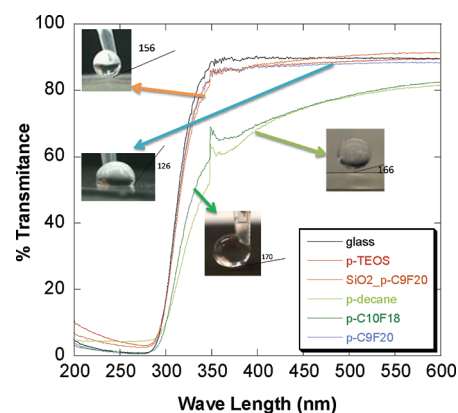 100
80
60
40
20
0
% Transmitance
156
126
166
170
glass
p-TEOS
SiO2_p-C9F20
p-decane
p-C10F18
p-C9F20
200 250 300 350 400 450 500 550 600
Wave Length (nm)